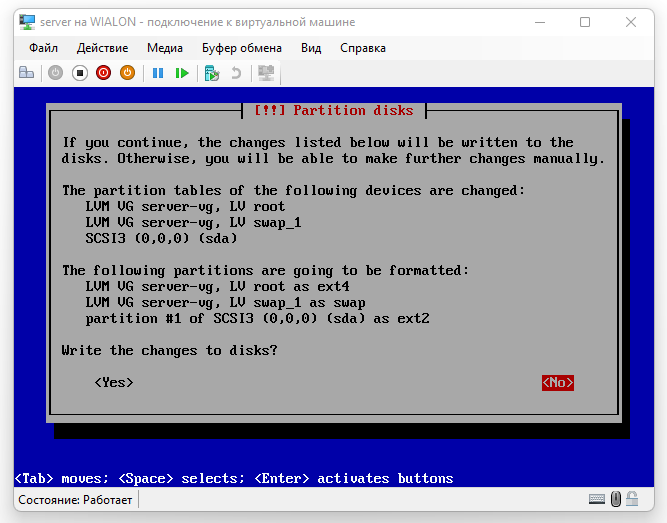 server на WIALON - подключение к виртуальной машине
Файл Действие Медиа Буфер обмена Вид Справка
[!!] Partition disks
If you continue, the changes listed below will be written to the
disks. Otherwise, you will be able to make further changes manually.
The partition tables of the following devices are changed:
LVM VG server-vg, LV root
LVM VG server-vg, LV swap_1
SCSI3 (0,0,0) (sda)
The following partitions are going to be formatted:
LVM VG server-vg, LV root as ext4
LVM VG server-vg, LV swap_1 as swap
partition #1 of SCSI3 (0,0,0) (sda) as ext2
Write the changes to disks?
<Yes> <No>
<Tab> moves; <Space> selects; <Enter> activates buttons
Состояние: Работает